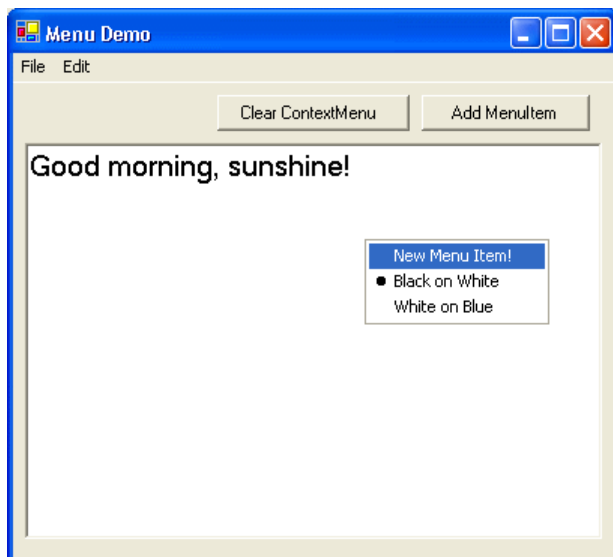 Menu Demo
File Edit
Clear ContextMenu Add MenuItem
Good morning, sunshine!
New Menu Item!
Black on White
White on Blue